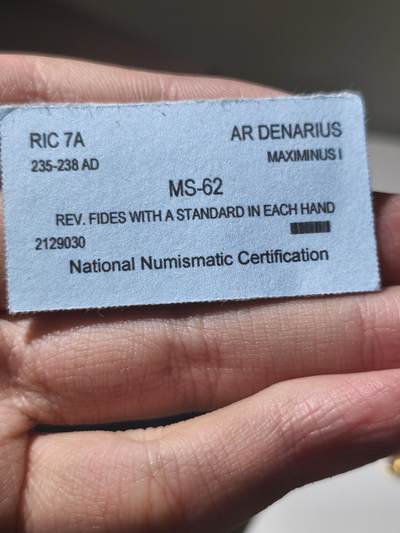 RIC 7A AR DENARIUS
235-238 AD MAXIMINUS I
MS-62
REV. FIDES WITH A STANDARD IN EACH HAND
2129030
National Numismatic Certification